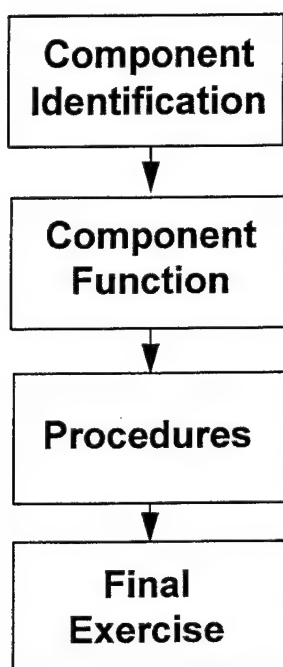 Component
Identification
Component
Function
Procedures
Final
Exercise